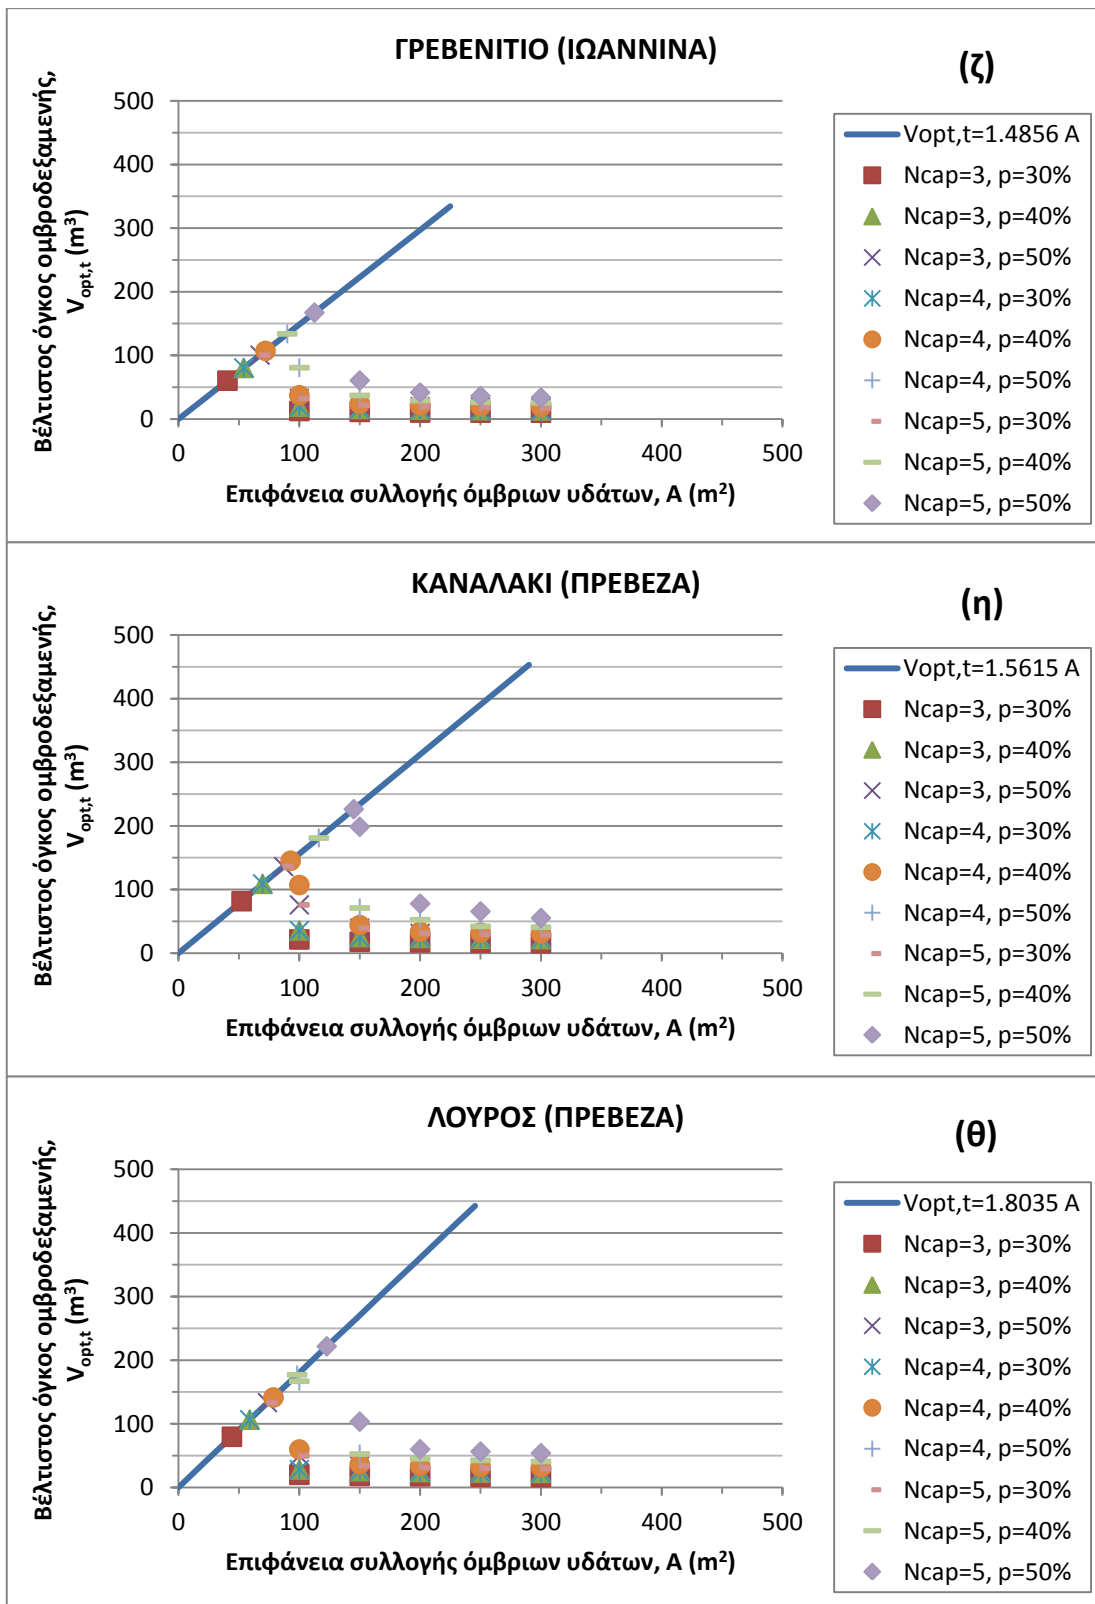 ΓΡΕΒΕΝΙΤΙΟ (ΙΩΑΝΝΙΝΑ)
(ζ)
Βέλτιστος όγκος ομβροδεξαμενής,
Vopt,t (m³)
500
400
300
200
100
0
0 100 200 300 400 500
Επιφάνεια συλλογής όμβριων υδάτων, Α (m²)
Vopt,t=1.4856 A
Ncap=3, p=30%
Ncap=3, p=40%
Ncap=3, p=50%
Ncap=4, p=30%
Ncap=4, p=40%
Ncap=4, p=50%
Ncap=5, p=30%
Ncap=5, p=40%
Ncap=5, p=50%
ΚΑΝΑΛΑΚΙ (ΠΡΕΒΕΖΑ)
(η)
Βέλτιστος όγκος ομβροδεξαμενής,
Vopt,t (m³)
500
400
300
200
100
0
0 100 200 300 400 500
Επιφάνεια συλλογής όμβριων υδάτων, Α (m²)
Vopt,t=1.5615 A
Ncap=3, p=30%
Ncap=3, p=40%
Ncap=3, p=50%
Ncap=4, p=30%
Ncap=4, p=40%
Ncap=4, p=50%
Ncap=5, p=30%
Ncap=5, p=40%
Ncap=5, p=50%
ΛΟΥΡΟΣ (ΠΡΕΒΕΖΑ)
(θ)
Βέλτιστος όγκος ομβροδεξαμενής,
Vopt,t (m³)
500
400
300
200
100
0
0 100 200 300 400 500
Επιφάνεια συλλογής όμβριων υδάτων, Α (m²)
Vopt,t=1.8035 A
Ncap=3, p=30%
Ncap=3, p=40%
Ncap=3, p=50%
Ncap=4, p=30%
Ncap=4, p=40%
Ncap=4, p=50%
Ncap=5, p=30%
Ncap=5, p=40%
Ncap=5, p=50%